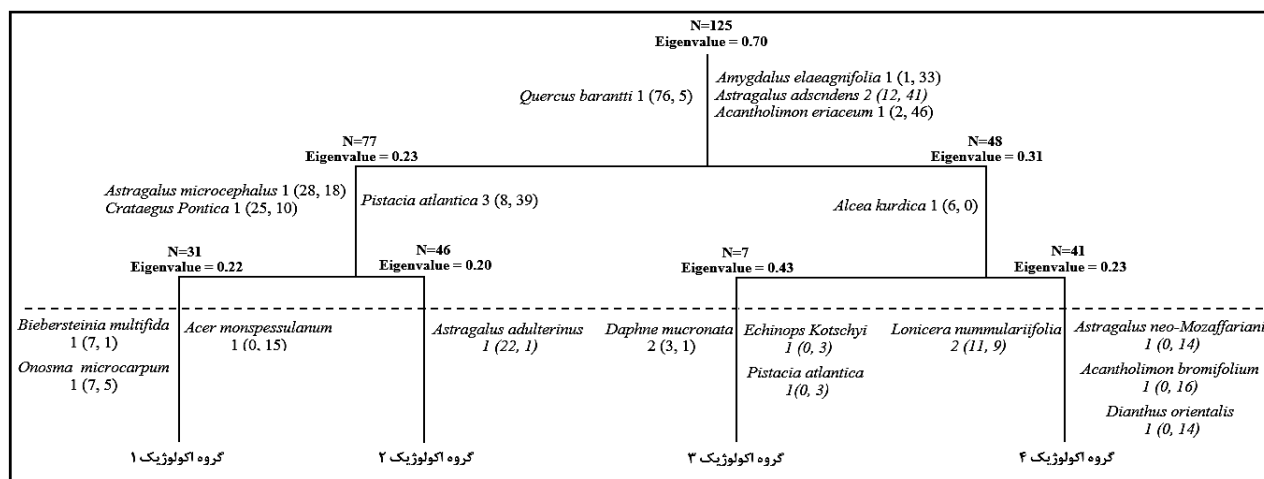 N=125
Eigenvalue = 0.70
Quercus barantti 1 (76, 5)
Amygdalus elaeagnifolia 1 (1, 33)
Astragalus adscndens 2 (12, 41)
Acantholimon eriaceum 1 (2, 46)
N=77
Eigenvalue = 0.23
N=48
Eigenvalue = 0.31
Astragalus microcephalus 1 (28, 18)
Crataegus Pontica 1 (25, 10)
Pistacia atlantica 3 (8, 39)
Alcea kurdica 1 (6, 0)
N=31
Eigenvalue = 0.22
N=46
Eigenvalue = 0.20
N=7
Eigenvalue = 0.43
N=41
Eigenvalue = 0.23
Biebersteinia multifida
1 (7, 1)
Onosma microcarpum
1 (7, 5)
Acer monspessulanum
1 (0, 15)
Astragalus adulterinus
1 (22, 1)
Daphne mucronata
2 (3, 1)
Echinops Kotschyi
1 (0, 3)
Pistacia atlantica
1(0, 3)
Lonicera nummulariifolia
2 (11, 9)
Astragalus neo-Mozaffariani
1 (0, 14)
Acantholimon bromifolium
1 (0, 16)
Dianthus orientalis
1 (0, 14)
گروه اکولوژیک ۱
گروه اکولوژیک ۲
گروه اکولوژیک ۳
گروه اکولوژیک ۴